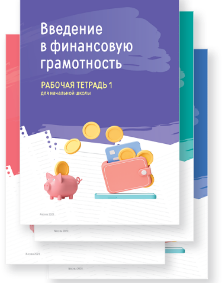 Введение
в финансовую
грамотность
РАБОЧАЯ ТЕТРАДЬ 1
для начальной школы